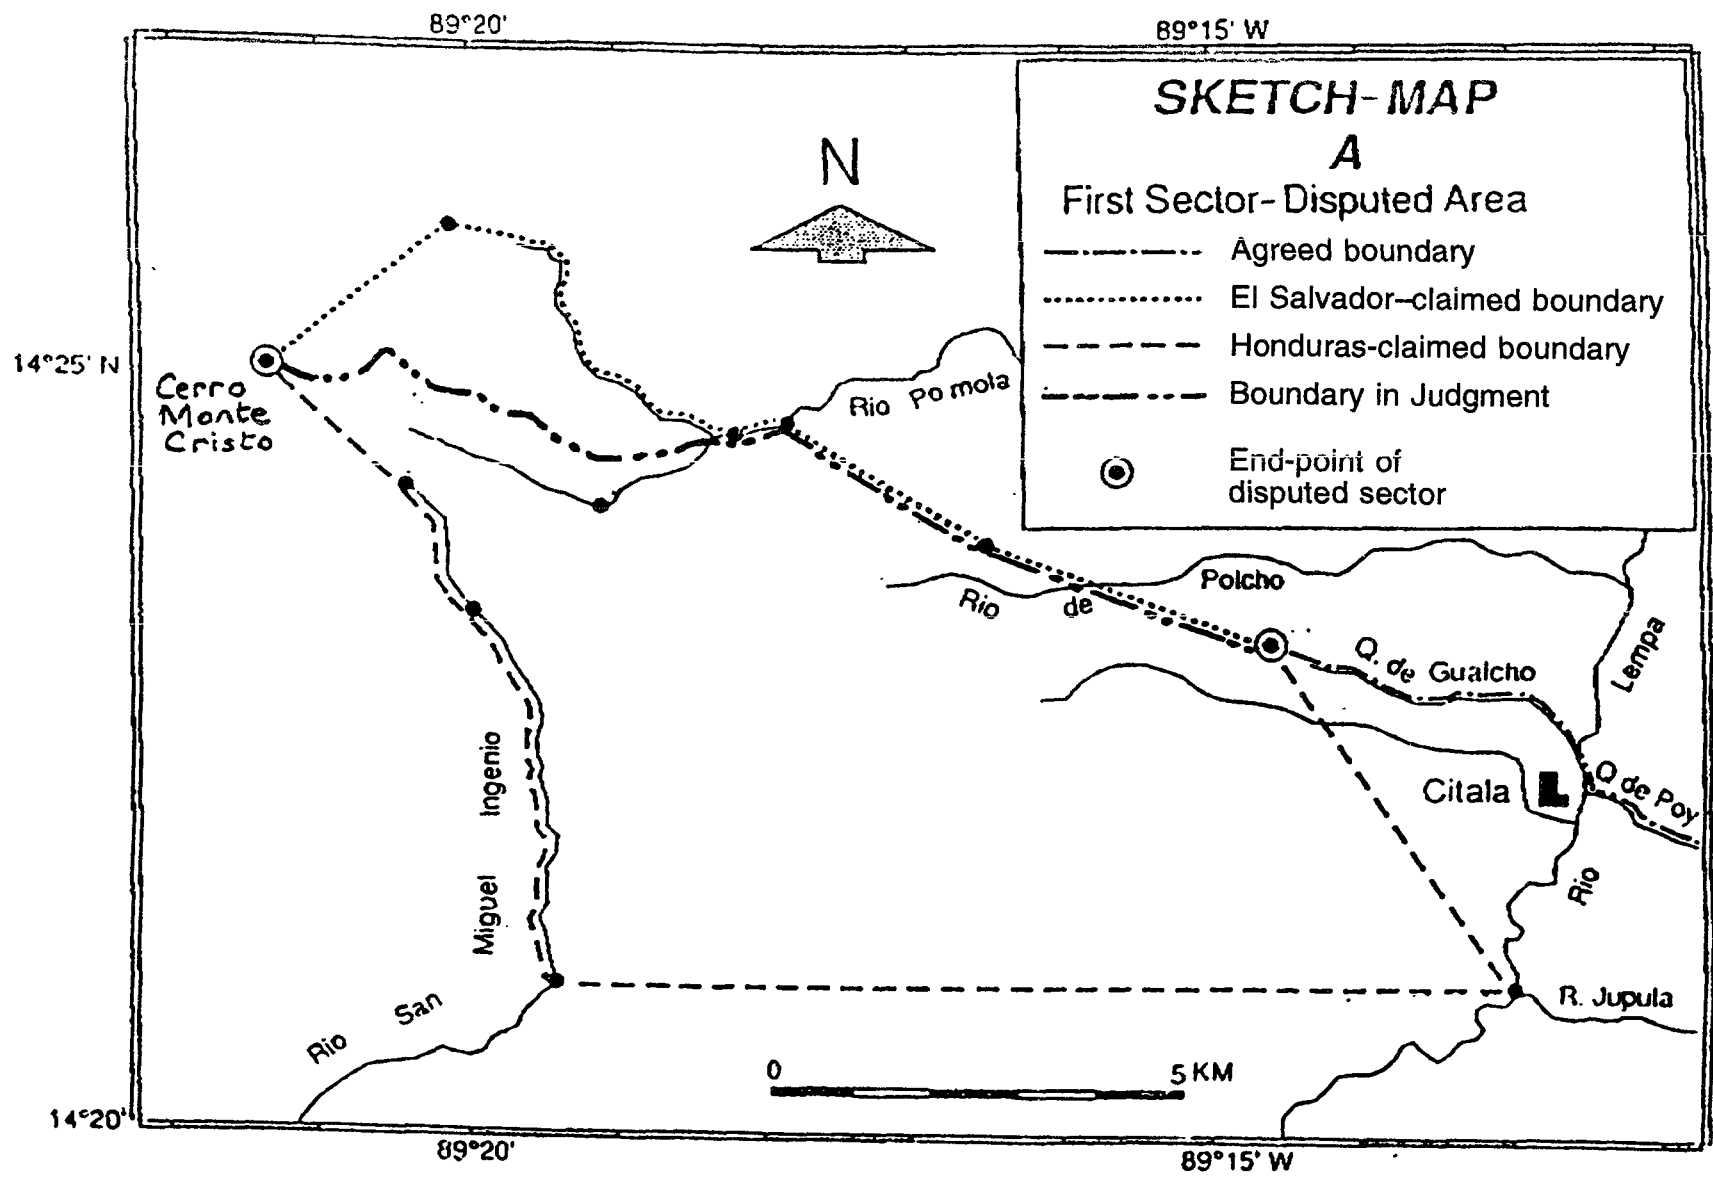 89°20'
89°15' W
SKETCH-MAP
A
First Sector-Disputed Area
Agreed boundary
El Salvador-claimed boundary
Honduras-claimed boundary
Boundary in Judgment
End-point of
disputed sector
N
14°25' N
Cerro
Monte
Cristo
Rio Pomola
Rio de Polcho
Q. de Gualcho
Lempa
Rio
Citala
Q de Poy
Ingenio
Miguel
San
Rio
R. Jupula
0 5 KM
14°20'
89°20'
89°15' W